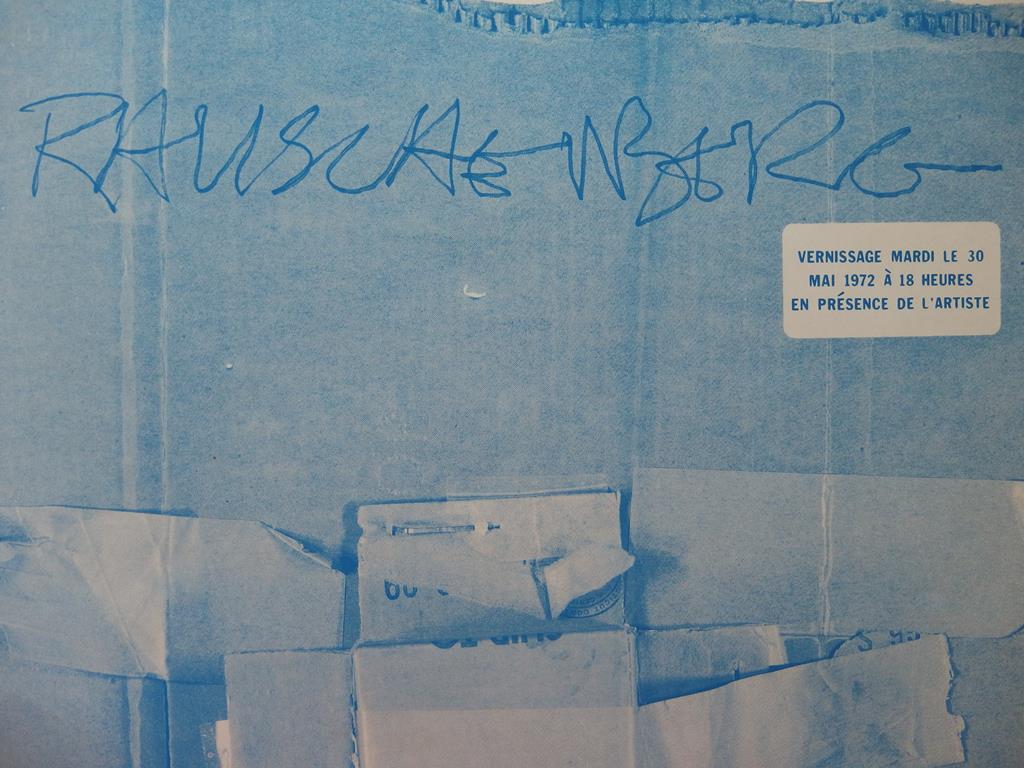 RAUSCHENBERG
VERNISSAGE MARDI LE 30
MAI 1972 À 18 HEURES
EN PRÉSENCE DE L'ARTISTE